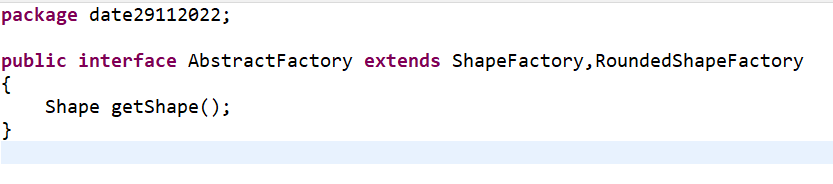 package date29112022;
public interface AbstractFactory extends ShapeFactory,RoundedShapeFactory
{
    Shape getShape();
}